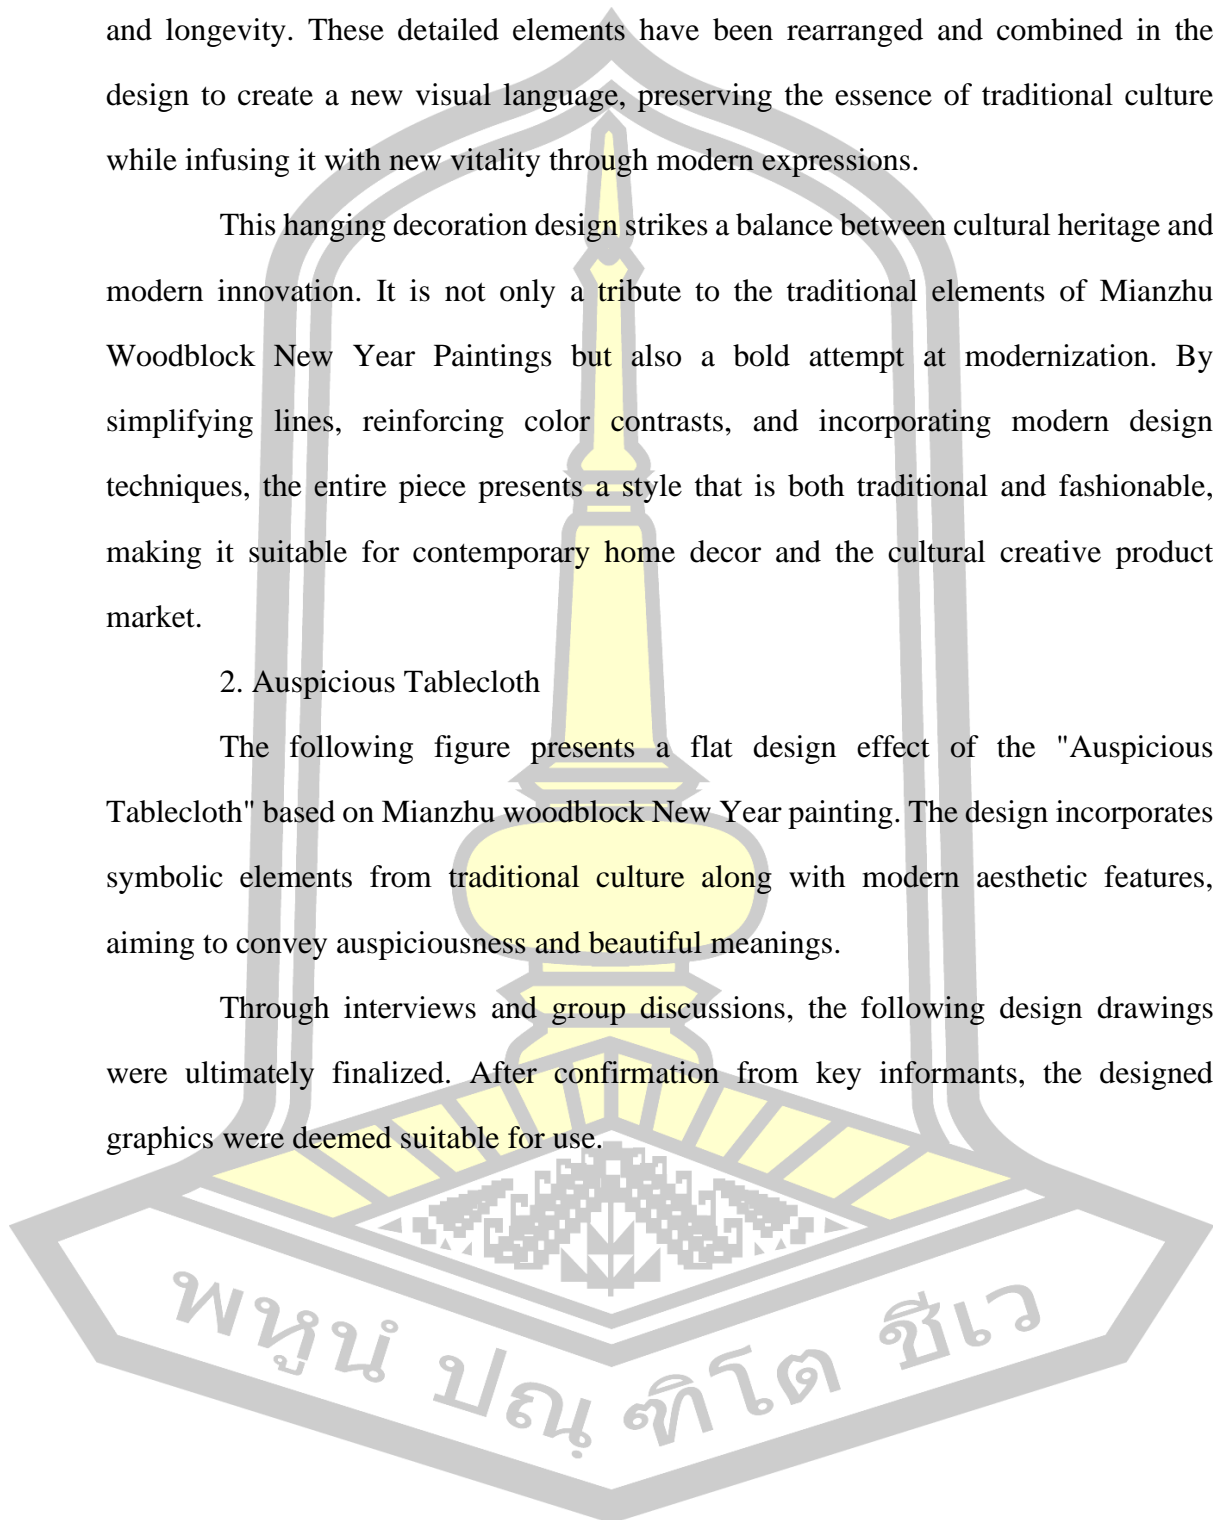 and longevity. These detailed elements have been rearranged and combined in the
design to create a new visual language, preserving the essence of traditional culture
while infusing it with new vitality through modern expressions.
This hanging decoration design strikes a balance between cultural heritage and
modern innovation. It is not only a tribute to the traditional elements of Mianzhu
Woodblock New Year Paintings but also a bold attempt at modernization. By
simplifying lines, reinforcing color contrasts, and incorporating modern design
techniques, the entire piece presents a style that is both traditional and fashionable,
making it suitable for contemporary home decor and the cultural creative product
market.
2. Auspicious Tablecloth
The following figure presents a flat design effect of the "Auspicious
Tablecloth" based on Mianzhu woodblock New Year painting. The design incorporates
symbolic elements from traditional culture along with modern aesthetic features,
aiming to convey auspiciousness and beautiful meanings.
Through interviews and group discussions, the following design drawings
were ultimately finalized. After confirmation from key informants, the designed
graphics were deemed suitable for use.
พหูนํ ปณฺ ฑิโต ชีเว